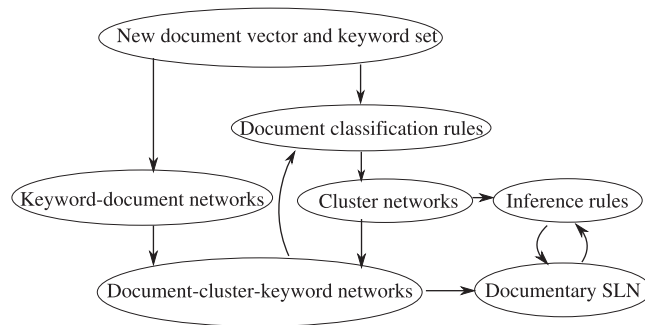 New document vector and keyword set
Document classification rules
Keyword-document networks
Cluster networks
Inference rules
Document-cluster-keyword networks
Documentary SLN